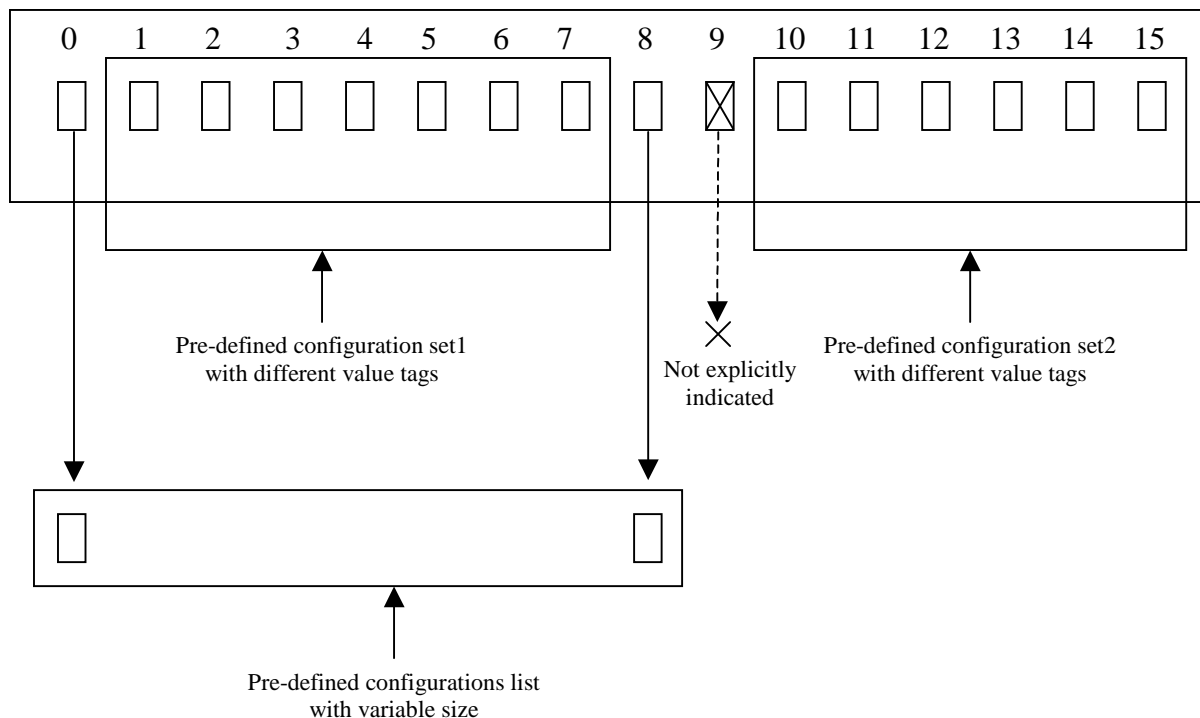 0 1 2 3 4 5 6 7 8 9 10 11 12 13 14 15
Pre-defined configuration set1
with different value tags
Not explicitly
indicated
Pre-defined configuration set2
with different value tags
Pre-defined configurations list
with variable size